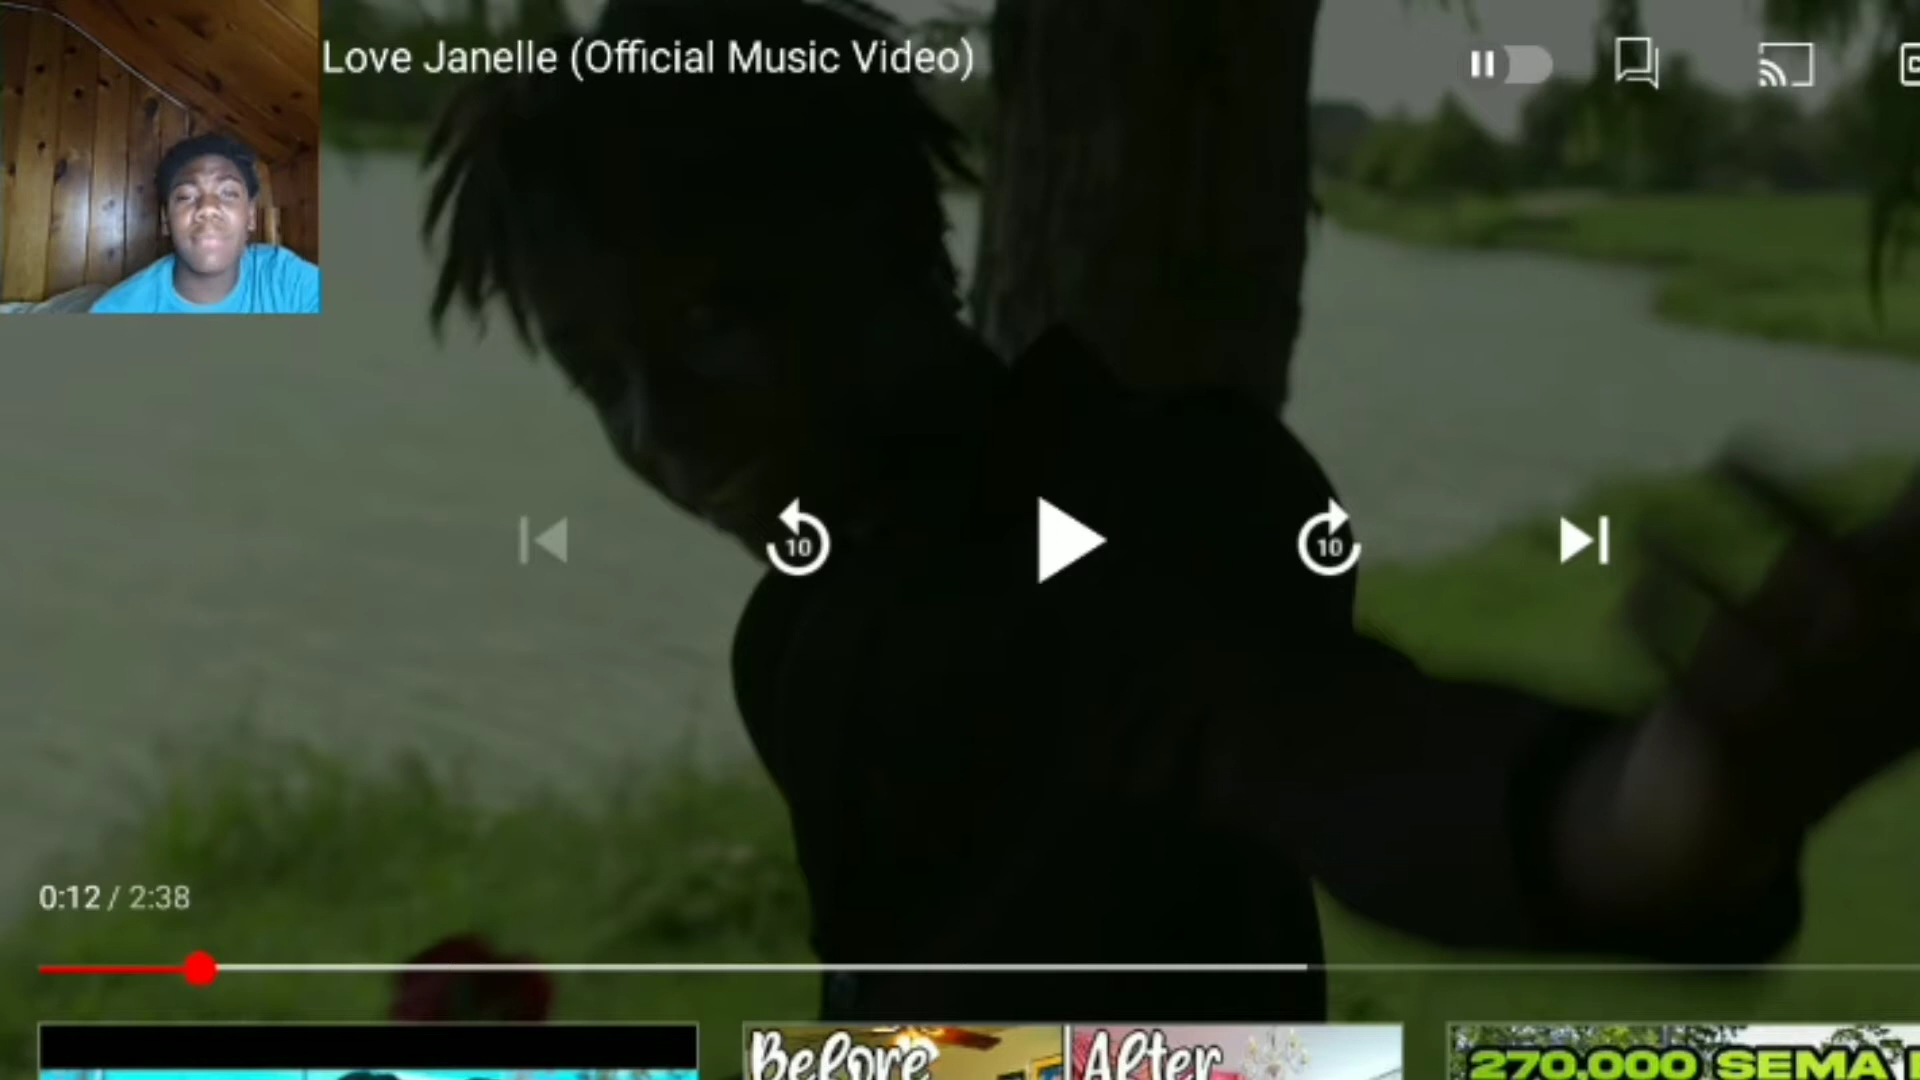 Love Janelle (Official Music Video)
10
10
0:12 / 2:38
Before
After
270,000 SEMA